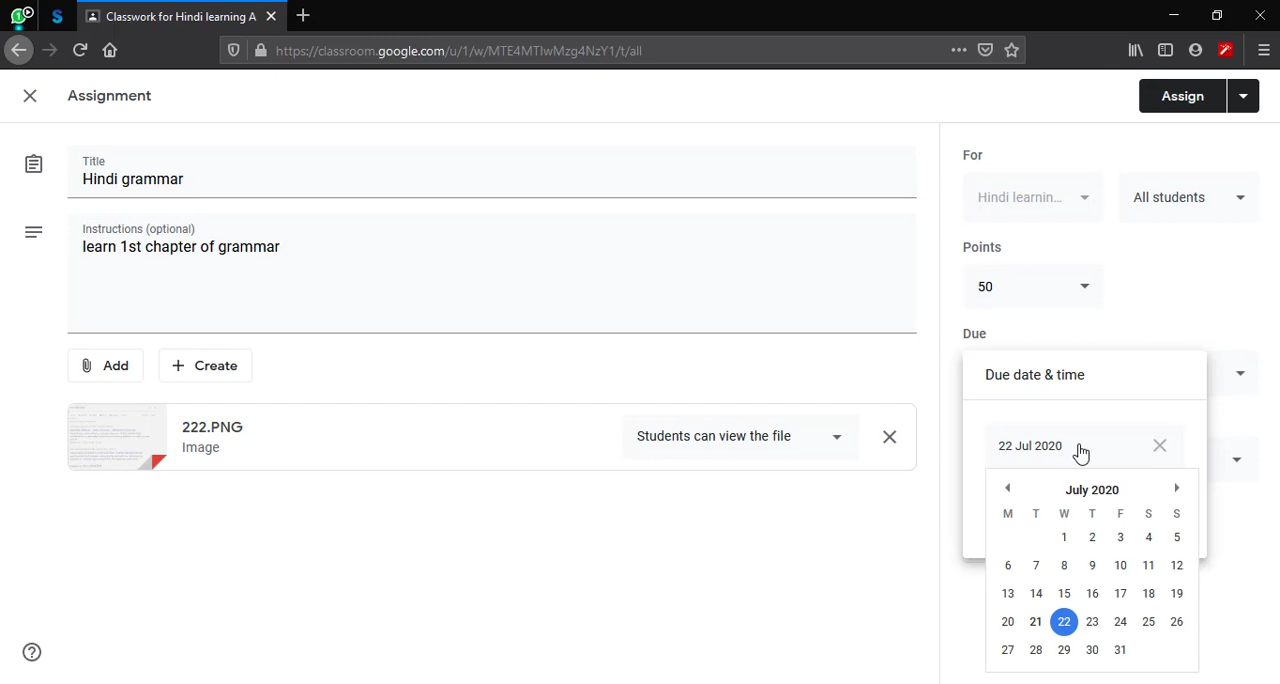 Classwork for Hindi learning A
https://classroom.google.com/u/1/w/MTE4MTIwMzg4NzY1/t/all
Assignment
Assign
Title
Hindi grammar
Instructions (optional)
learn 1st chapter of grammar
Add
Create
222.PNG
Image
Students can view the file
For
Hindi learnin...
All students
Points
50
Due
Due date & time
22 Jul 2020
July 2020
M T W T F S S
1 2 3 4 5
6 7 8 9 10 11 12
13 14 15 16 17 18 19
20 21 22 23 24 25 26
27 28 29 30 31